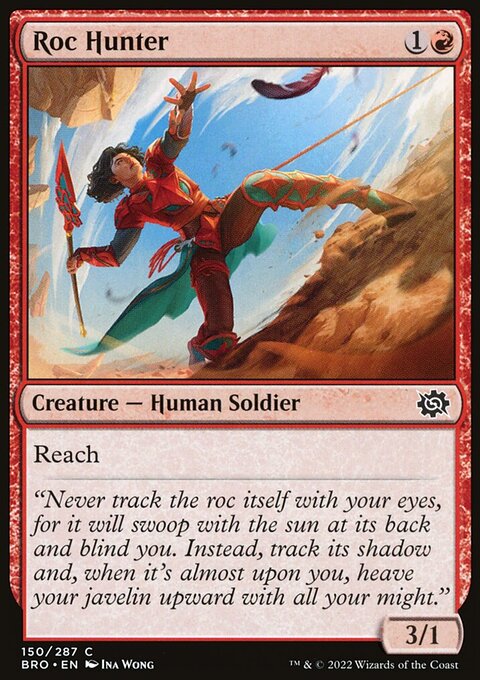 Roc Hunter 1
Creature — Human Soldier
Reach
“Never track the roc itself with your eyes,
for it will swoop with the sun at its back
and blind you. Instead, track its shadow
and, when it's almost upon you, heave
your javelin upward with all your might.”
3/1
150/287 C
BRO • EN Ina Wong
™ & © 2022 Wizards of the Coast